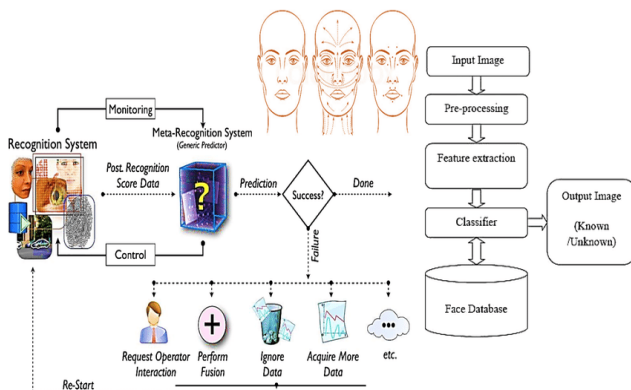 Monitoring
Recognition System
Meta-Recognition System
(Generic Predictor)
Post. Recognition
Score Data
Prediction
Success?
Done
Control
Failure
Request Operator
Interaction
Perform
Fusion
Ignore
Data
Acquire More
Data
etc.
Re-Start
Input Image
Pre-processing
Feature extraction
Classifier
Face Database
Output Image
(Known
/Unknown)